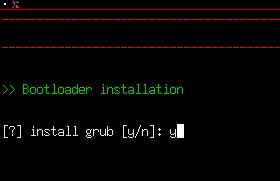 >> Bootloader installation
[?] install grub [y/n]: y